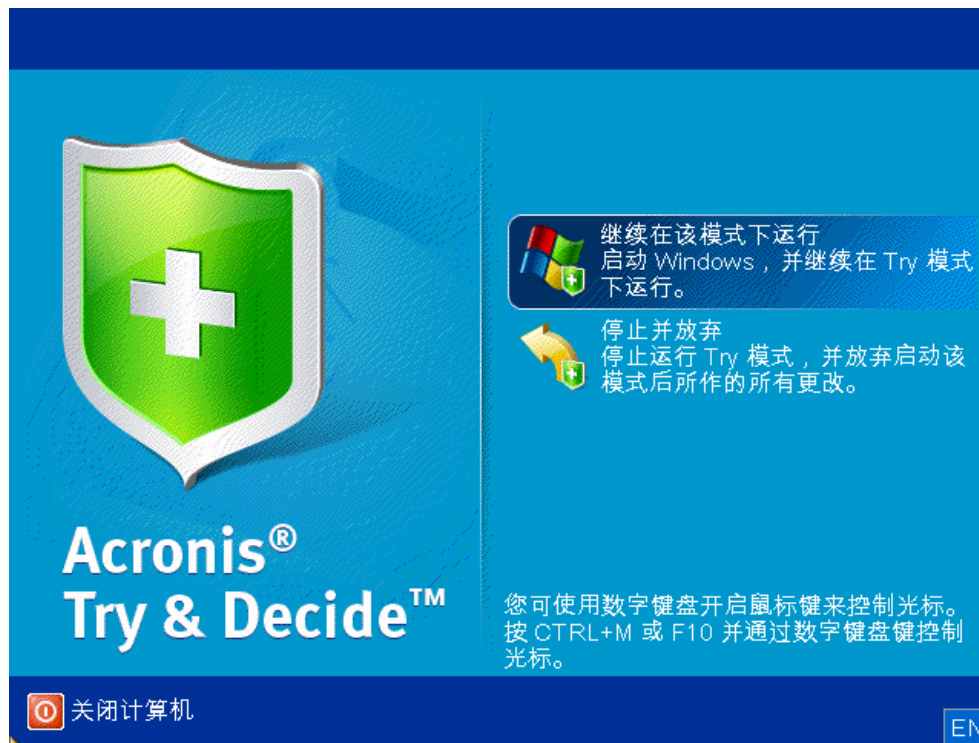 继续在该模式下运行
启动 Windows，并继续在 Try 模式
下运行。
停止并放弃
停止运行 Try 模式，并放弃启动该
模式后所作的所有更改。
Acronis®
Try & Decide™
您可使用数字键盘开启鼠标键来控制光标。
按 CTRL+M 或 F10 并通过数字键盘键控制
光标。
关闭计算机
EN